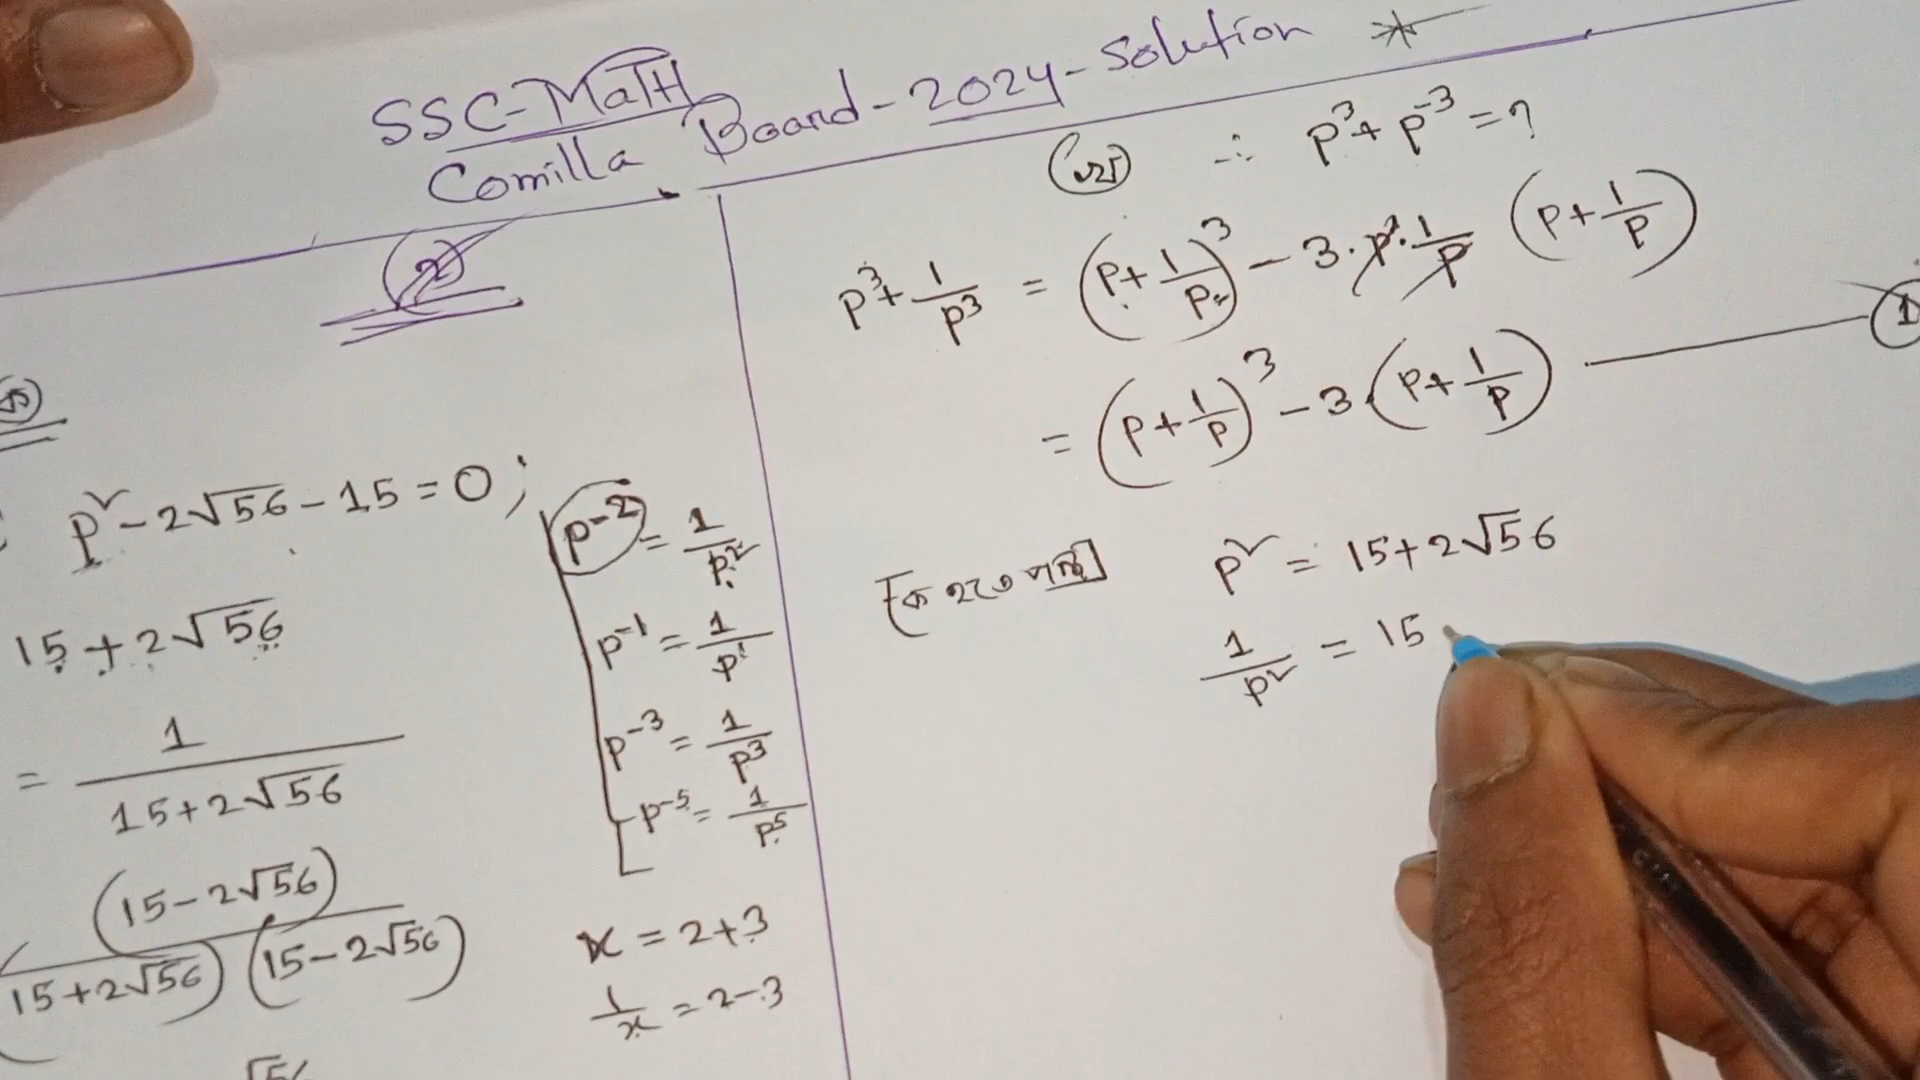 SSC-MaTH
Comilla Board-2024-Solution *
২
ক
p²-2√56-15=0;
15+2√56
= 1/(15+2√56)
(15-2√56)/((15+2√56)(15-2√56))
p⁻²=1/p²
p⁻¹=1/p¹
p⁻³=1/p³
p⁻⁵=1/p⁵
x=2+3
1/x=2-3
∴ p³+p⁻³=?
p³+1/p³ = (p+1/p)³-3.p.1/p(p+1/p)
= (p+1/p)³-3.(p+1/p) — 1
[ক হতে পাই] p²=15+2√56
1/p²=15